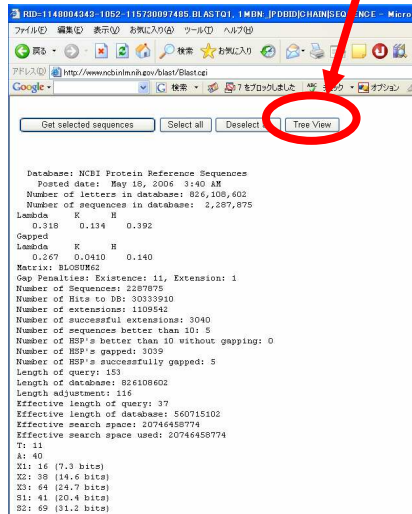 RID=1148004343-1052-115730097485.BLASTQ1, 1MBN:_|PDBID|CHAIN|SEQUENCE - Micro
ファイル(F) 編集(E) 表示(V) お気に入り(A) ツール(T) ヘルプ(H)
戻る 検索 お気に入り
アドレス(D) http://www.ncbi.nlm.nih.gov/blast/Blast.cgi
Google 検索 7 をブロックしました チェック オプション
Get selected sequences Select all Deselect Tree View
Database: NCBI Protein Reference Sequences
Posted date: May 18, 2006 3:40 AM
Number of letters in database: 826,108,602
Number of sequences in database: 2,287,875
Lambda K H
0.318 0.134 0.392
Gapped
Lambda K H
0.267 0.0410 0.140
Matrix: BLOSUM62
Gap Penalties: Existence: 11, Extension: 1
Number of Sequences: 2287875
Number of Hits to DB: 30333910
Number of extensions: 1109542
Number of successful extensions: 3040
Number of sequences better than 10: 5
Number of HSP's better than 10 without gapping: 0
Number of HSP's gapped: 3039
Number of HSP's successfully gapped: 5
Length of query: 153
Length of database: 826108602
Length adjustment: 116
Effective length of query: 37
Effective length of database: 560715102
Effective search space: 20746458774
Effective search space used: 20746458774
T: 11
A: 40
X1: 16 (7.3 bits)
X2: 38 (14.6 bits)
X3: 64 (24.7 bits)
S1: 41 (20.4 bits)
S2: 69 (31.2 bits)